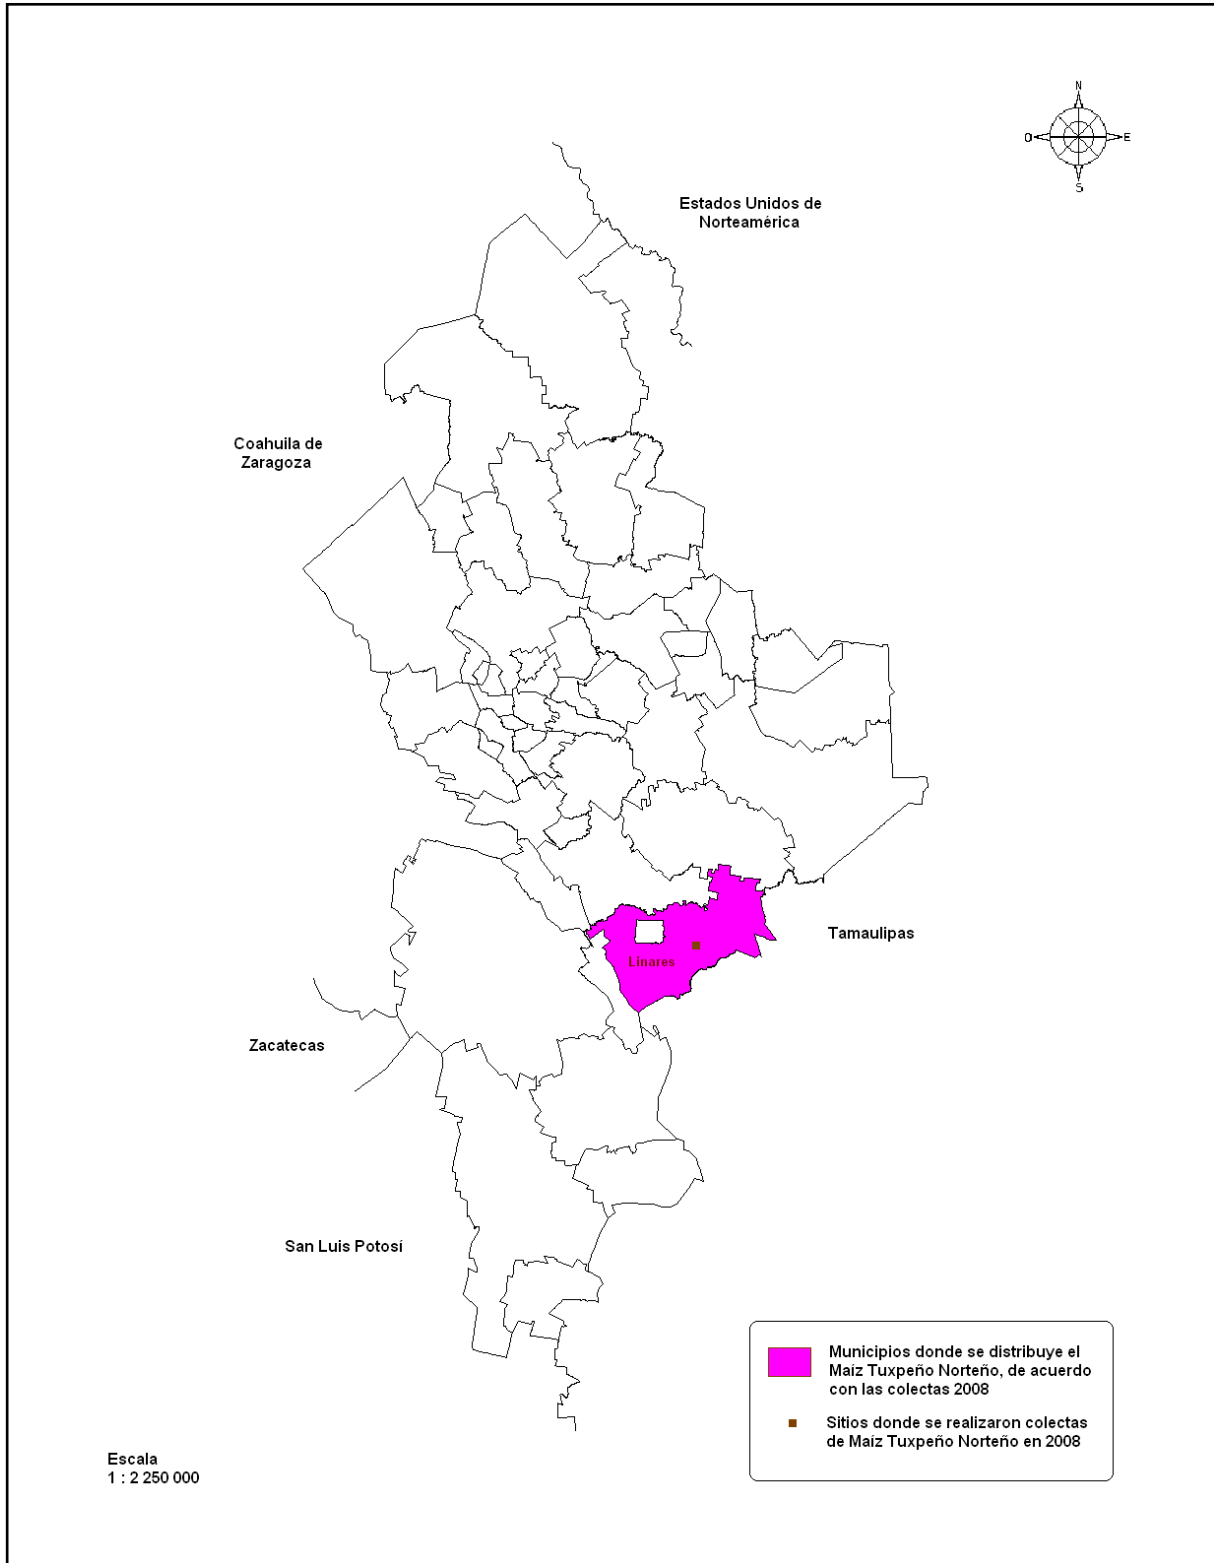 N
O
E
S
Estados Unidos de
Norteamérica
Coahuila de
Zaragoza
Tamaulipas
Linares
Zacatecas
San Luis Potosí
Municipios donde se distribuye el
Maíz Tuxpeño Norteño, de acuerdo
con las colectas 2008
Sitios donde se realizaron colectas
de Maíz Tuxpeño Norteño en 2008
Escala
1 : 2 250 000